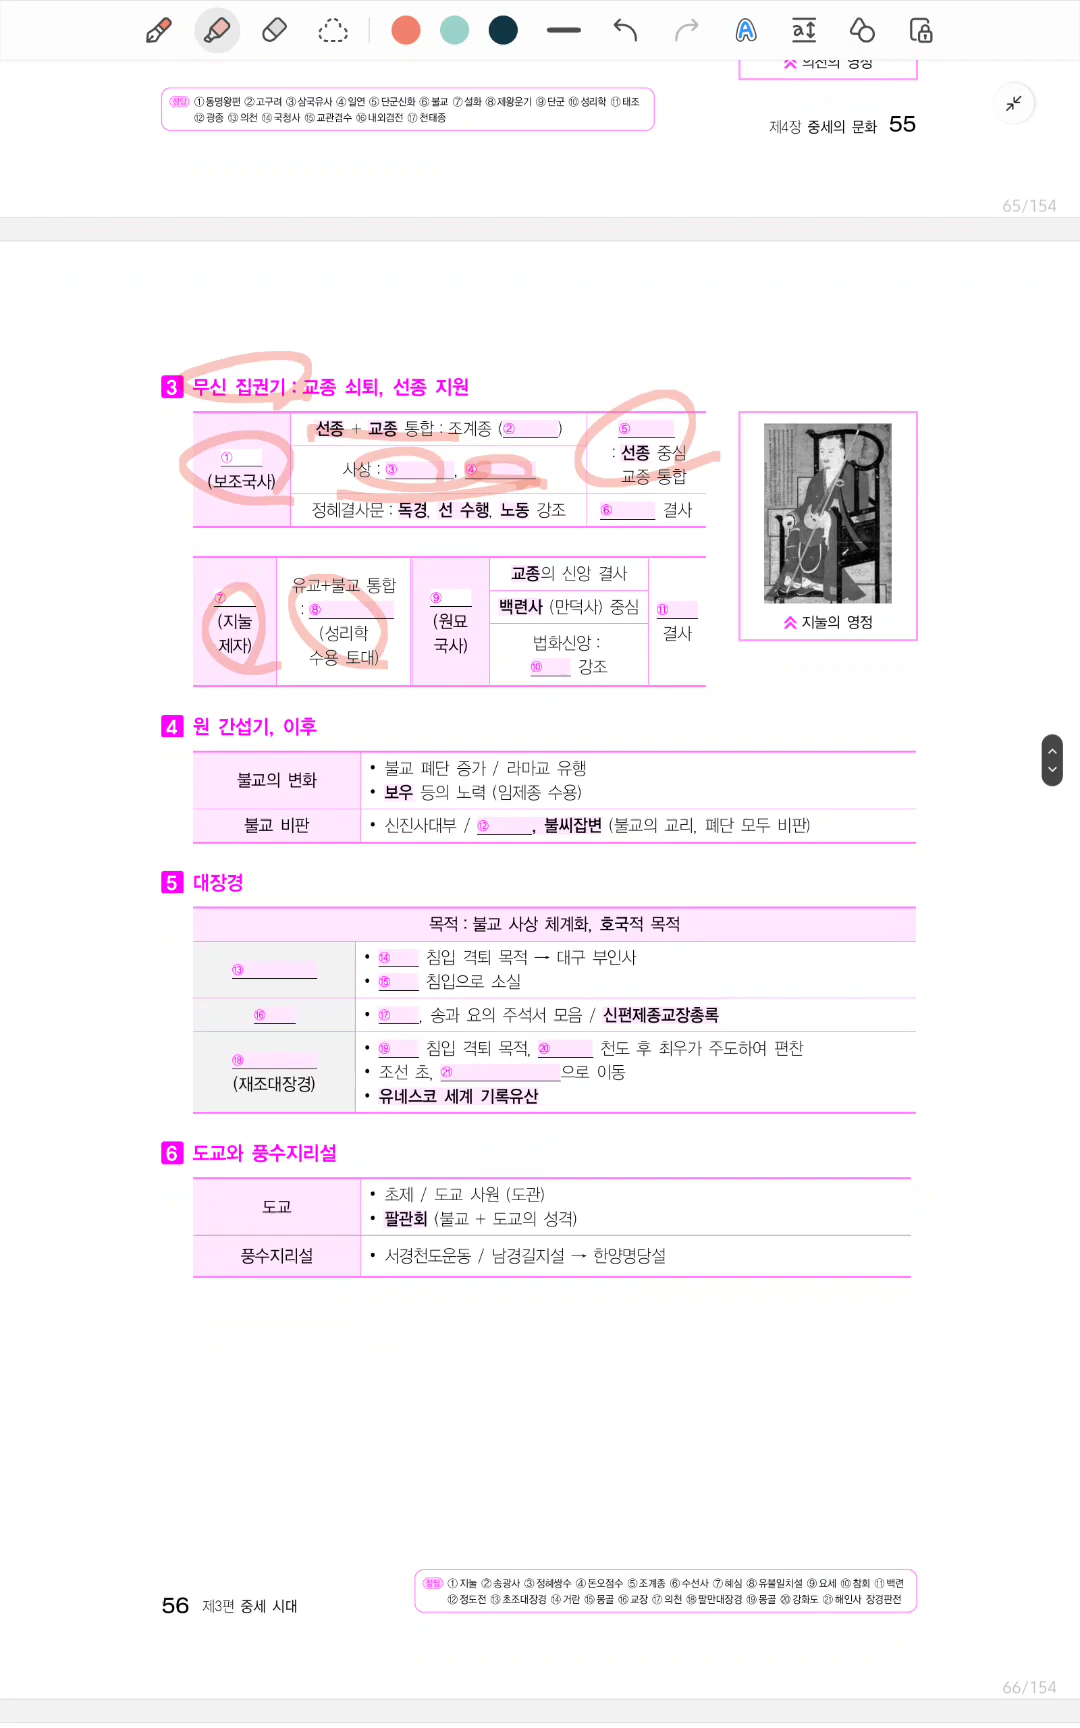 의천의 영정
정답 ①동명왕편 ②고구려 ③삼국유사 ④일연 ⑤단군신화 ⑥불교 ⑦설화 ⑧제왕운기 ⑨단군 ⑩성리학 ⑪태조
⑫광종 ⑬의천 ⑭국청사 ⑮교관겸수 ⑯내외겸전 ⑰천태종
제4장 중세의 문화 55
65/154
3 무신 집권기 : 교종 쇠퇴, 선종 지원
①
(보조국사)
선종 + 교종 통합 : 조계종 (② )
사상 : ③ , ④
정혜결사문 : 독경, 선 수행, 노동 강조
⑤
: 선종 중심
교종 통합
⑥ 결사
⑦
(지눌
제자)
유교+불교 통합
: ⑧
(성리학
수용 토대)
⑨
(원묘
국사)
교종의 신앙 결사
백련사 (만덕사) 중심
법화신앙 :
⑩ 강조
⑪
결사
지눌의 영정
4 원 간섭기, 이후
불교의 변화
• 불교 폐단 증가 / 라마교 유행
• 보우 등의 노력 (임제종 수용)
불교 비판
• 신진사대부 / ⑫ , 불씨잡변 (불교의 교리, 폐단 모두 비판)
5 대장경
목적 : 불교 사상 체계화, 호국적 목적
⑬
• ⑭ 침입 격퇴 목적 → 대구 부인사
• ⑮ 침입으로 소실
⑯
• ⑰ , 송과 요의 주석서 모음 / 신편제종교장총록
⑱
(재조대장경)
• ⑲ 침입 격퇴 목적, ⑳ 천도 후 최우가 주도하여 편찬
• 조선 초, ㉑ 으로 이동
• 유네스코 세계 기록유산
6 도교와 풍수지리설
도교
• 초제 / 도교 사원 (도관)
• 팔관회 (불교 + 도교의 성격)
풍수지리설
• 서경천도운동 / 남경길지설 → 한양명당설
56 제3편 중세 시대
정답 ①지눌 ②송광사 ③정혜쌍수 ④돈오점수 ⑤조계종 ⑥수선사 ⑦혜심 ⑧유불일치설 ⑨요세 ⑩참회 ⑪백련
⑫정도전 ⑬초조대장경 ⑭거란 ⑮몽골 ⑯교장 ⑰의천 ⑱팔만대장경 ⑲몽골 ⑳강화도 ㉑해인사 장경판전
66/154